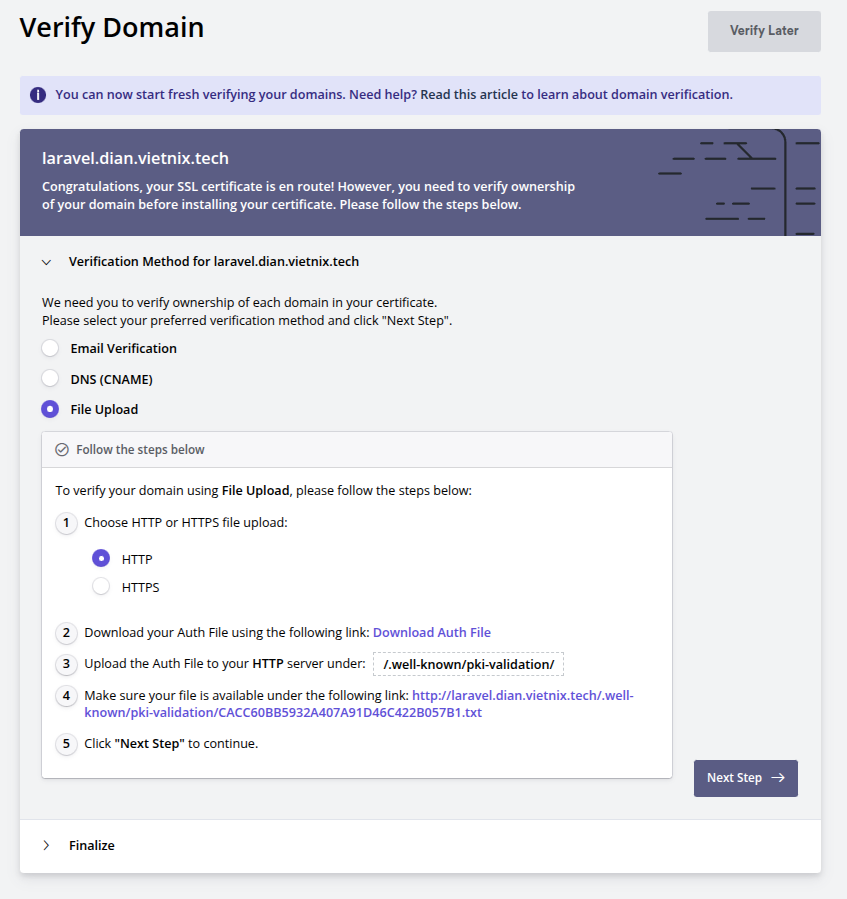 Verify Domain
Verify Later
You can now start fresh verifying your domains. Need help? Read this article to learn about domain verification.
laravel.dian.vietnix.tech
Congratulations, your SSL certificate is en route! However, you need to verify ownership
of your domain before installing your certificate. Please follow the steps below.
Verification Method for laravel.dian.vietnix.tech
We need you to verify ownership of each domain in your certificate.
Please select your preferred verification method and click "Next Step".
Email Verification
DNS (CNAME)
File Upload
Follow the steps below
To verify your domain using File Upload, please follow the steps below:
1 Choose HTTP or HTTPS file upload:
HTTP
HTTPS
2 Download your Auth File using the following link: Download Auth File
3 Upload the Auth File to your HTTP server under: /.well-known/pki-validation/
4 Make sure your file is available under the following link: http://laravel.dian.vietnix.tech/.well-
known/pki-validation/CACC60BB5932A407A91D46C422B057B1.txt
5 Click "Next Step" to continue.
Next Step
Finalize